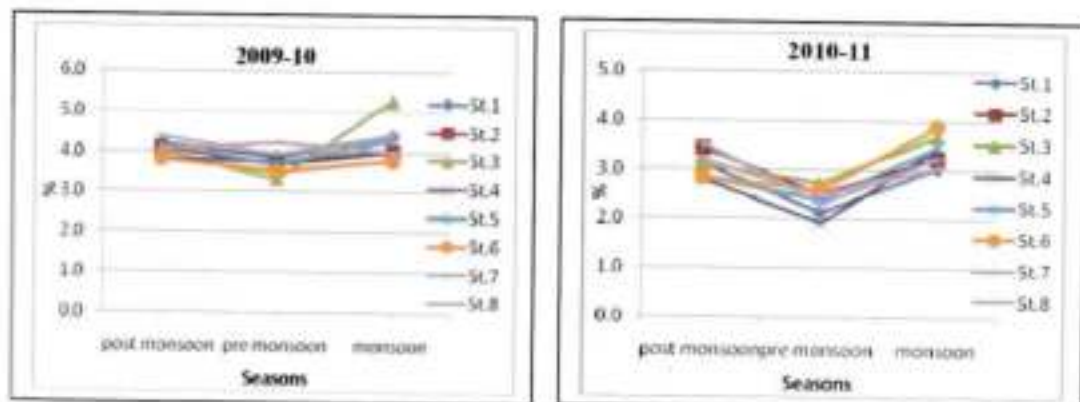 2009-10
6.0
5.0
4.0
3.0
2.0
1.0
0.0
%
post monsoon pre monsoon monsoon
Seasons
St.1
St.2
St.3
St.4
St.5
St.6
St.7
St.8
2010-11
5.0
4.0
3.0
2.0
1.0
0.0
%
post monsoonpre monsoon monsoon
Seasons
St.1
St.2
St.3
St.4
St.5
St.6
St.7
St.8